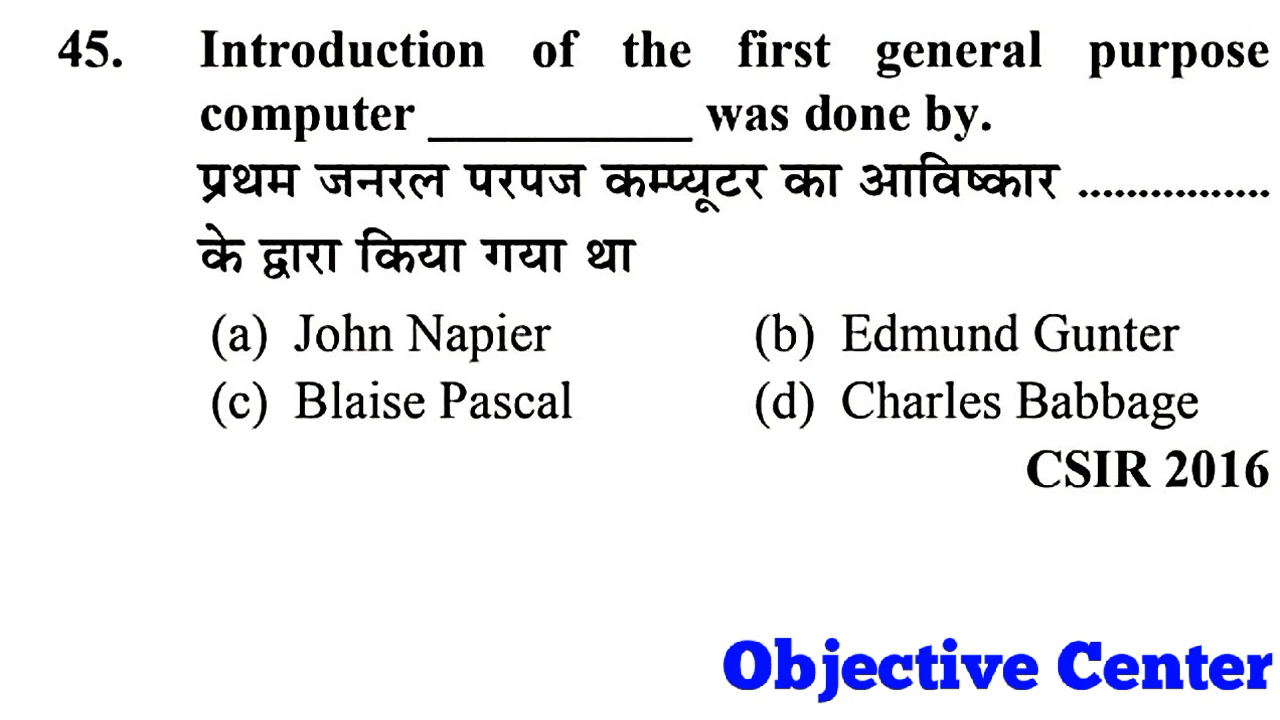 45. Introduction of the first general purpose
computer __________ was done by.
प्रथम जनरल परपज कम्प्यूटर का आविष्कार ................
के द्वारा किया गया था
(a) John Napier (b) Edmund Gunter
(c) Blaise Pascal (d) Charles Babbage
CSIR 2016
Objective Center